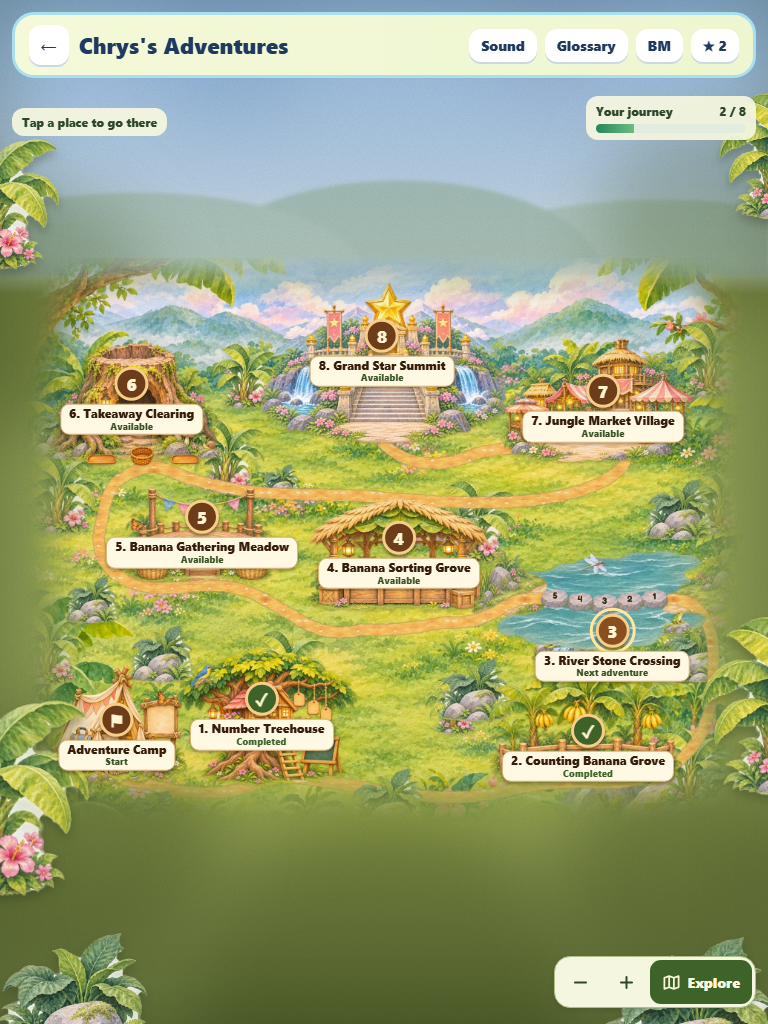 ← Chrys's Adventures
Sound
Glossary
BM
★ 2
Tap a place to go there
Your journey 2 / 8
8
8. Grand Star Summit
Available
6
6. Takeaway Clearing
Available
7
7. Jungle Market Village
Available
5
5. Banana Gathering Meadow
Available
4
4. Banana Sorting Grove
Available
5 4 3 2 1
3
3. River Stone Crossing
Next adventure
Adventure Camp
Start
✓
1. Number Treehouse
Completed
✓
2. Counting Banana Grove
Completed
− + Explore